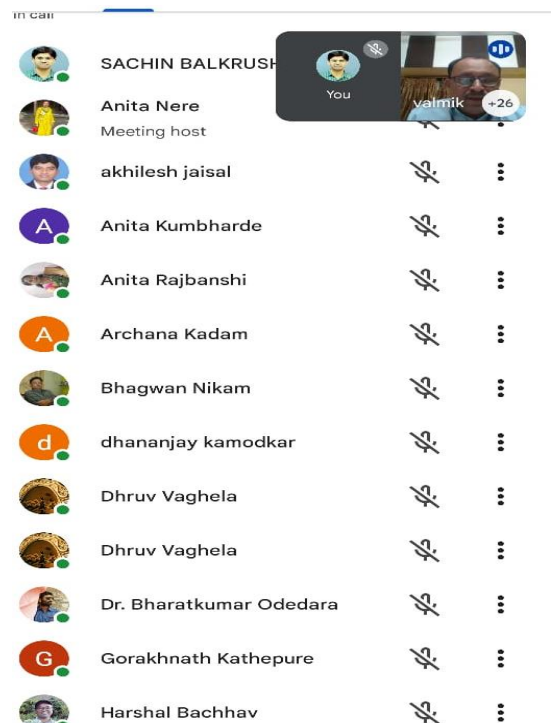 In call
SACHIN BALKRUSH
You
valmik
+26
Anita Nere
Meeting host
akhilesh jaisal
A
Anita Kumbharde
Anita Rajbanshi
A
Archana Kadam
Bhagwan Nikam
d
dhananjay kamodkar
Dhruv Vaghela
Dhruv Vaghela
Dr. Bharatkumar Odedara
G
Gorakhnath Kathepure
Harshal Bachhav